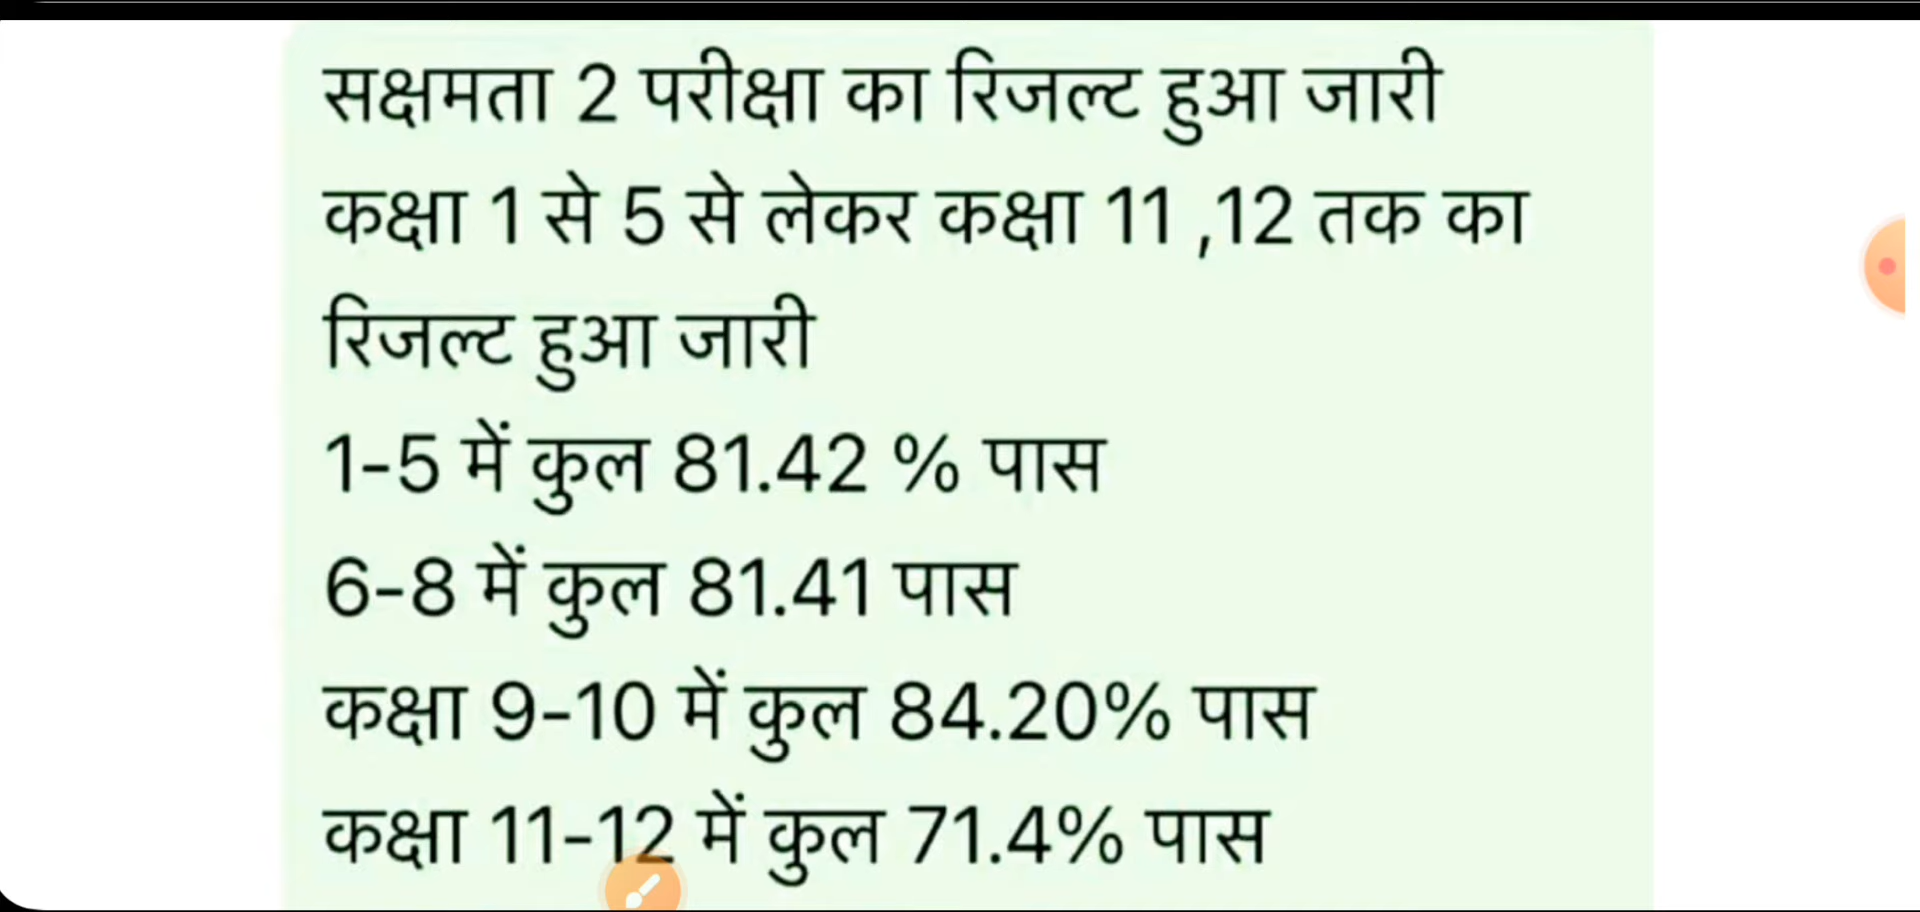 सक्षमता 2 परीक्षा का रिजल्ट हुआ जारी
कक्षा 1 से 5 से लेकर कक्षा 11 ,12 तक का
रिजल्ट हुआ जारी
1-5 में कुल 81.42 % पास
6-8 में कुल 81.41 पास
कक्षा 9-10 में कुल 84.20% पास
कक्षा 11-12 में कुल 71.4% पास